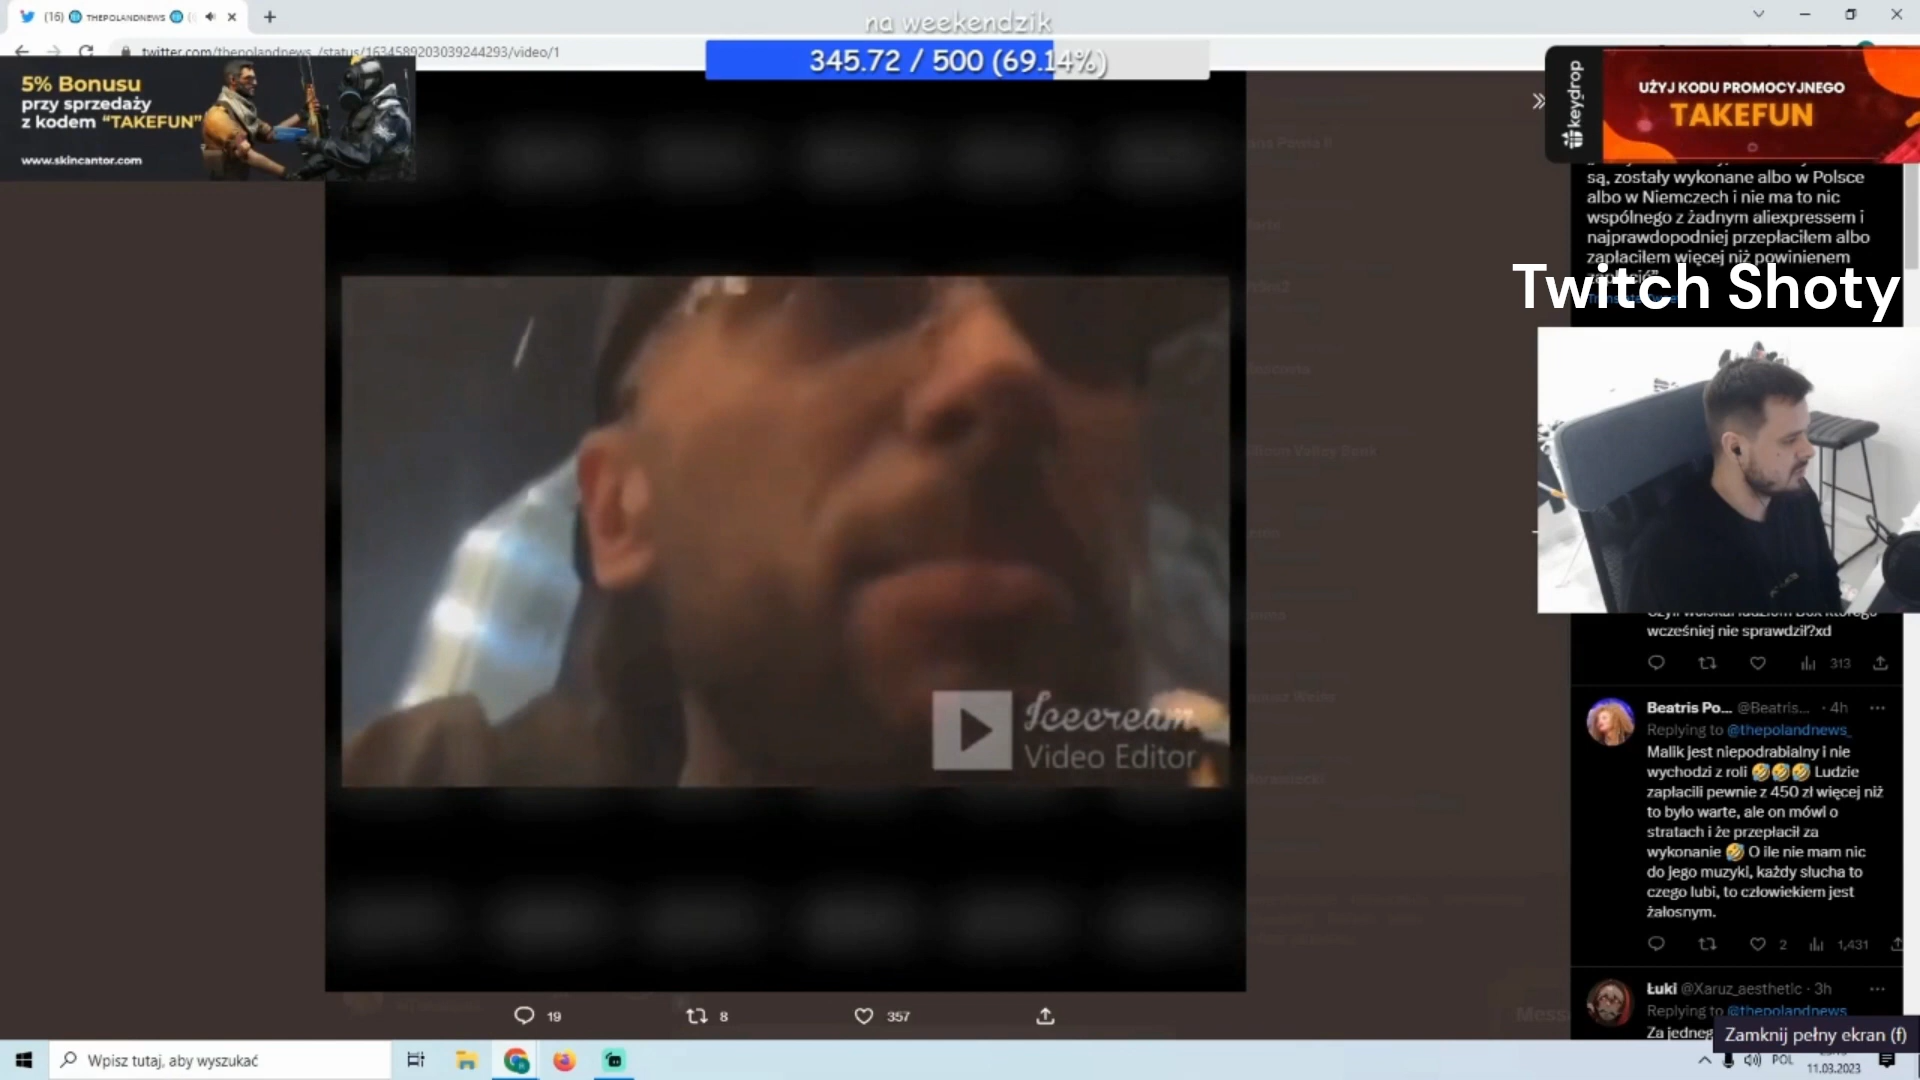 (16) THEPOLANDNEWS
twitter.com/thepolandnews_/status/1634589203039244293/video/1
na weekendzik
345.72 / 500 (69.14%)
5% Bonusu
przy sprzedaży
z kodem “TAKEFUN”
www.skincantor.com
keydrop
UŻYJ KODU PROMOCYJNEGO
TAKEFUN
są, zostały wykonane albo w Polsce
albo w Niemczech i nie ma to nic
wspólnego z żadnym aliexpressem i
najprawdopodniej przepłaciłem albo
zapłaciłem więcej niż powinienem
Twitch Shoty
wcześniej nie sprawdził?xd
313
Beatris Po... @Beatris... · 4h
Replying to @thepolandnews_
Malik jest niepodrabialny i nie
wychodzi z roli 🤣🤣🤣 Ludzie
zapłacili pewnie z 450 zł więcej niż
to było warte, ale on mówi o
stratach i że przepłacił za
wykonanie 🤣 O ile nie mam nic
do jego muzyki, każdy słucha to
czego lubi, to człowiekiem jest
żałosnym.
2 1,431
Łuki @Xaruz_aesthetic · 3h
Replying to @thepolandnews_
Za jedneg
Zamknij pełny ekran (f)
Icecream
Video Editor
19 8 357
Wpisz tutaj, aby wyszukać
POL
11.03.2023